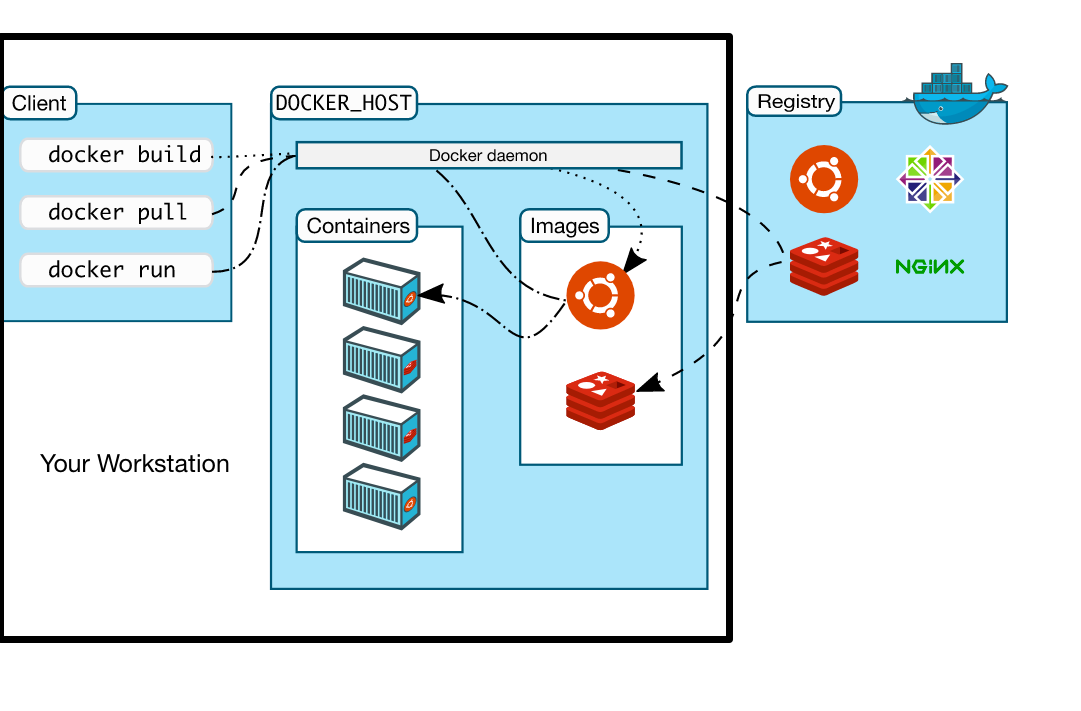 Client
docker build
docker pull
docker run
Your Workstation
DOCKER_HOST
Docker daemon
Containers
Images
Registry
NGINX